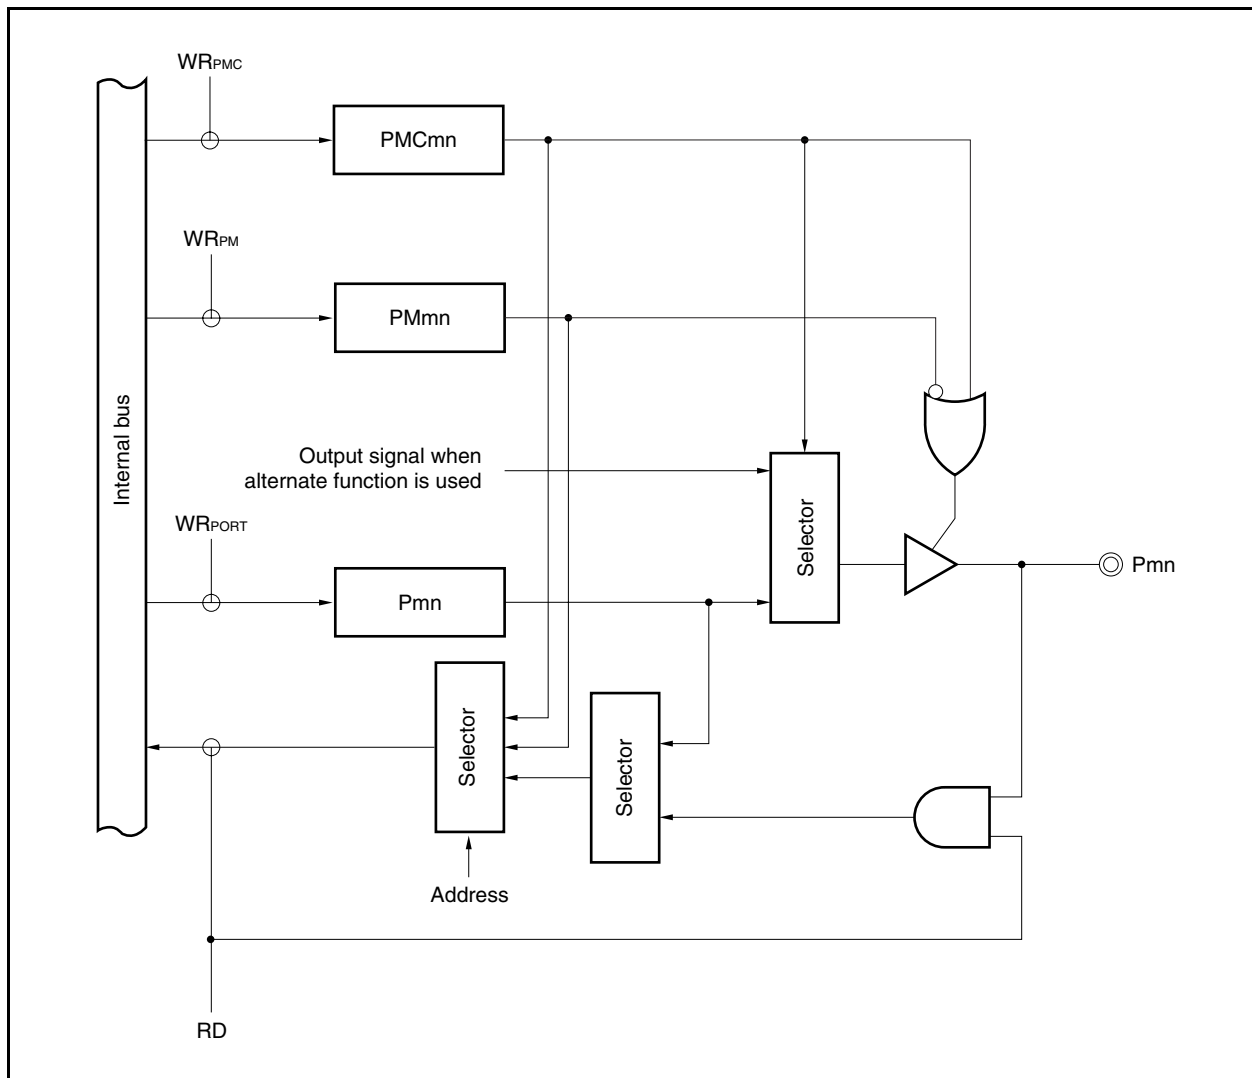 WRPMC
PMCmn
WRPM
PMmn
Internal bus
Output signal when
alternate function is used
Selector
WRPORT
Pmn
Pmn
Selector
Selector
Address
RD